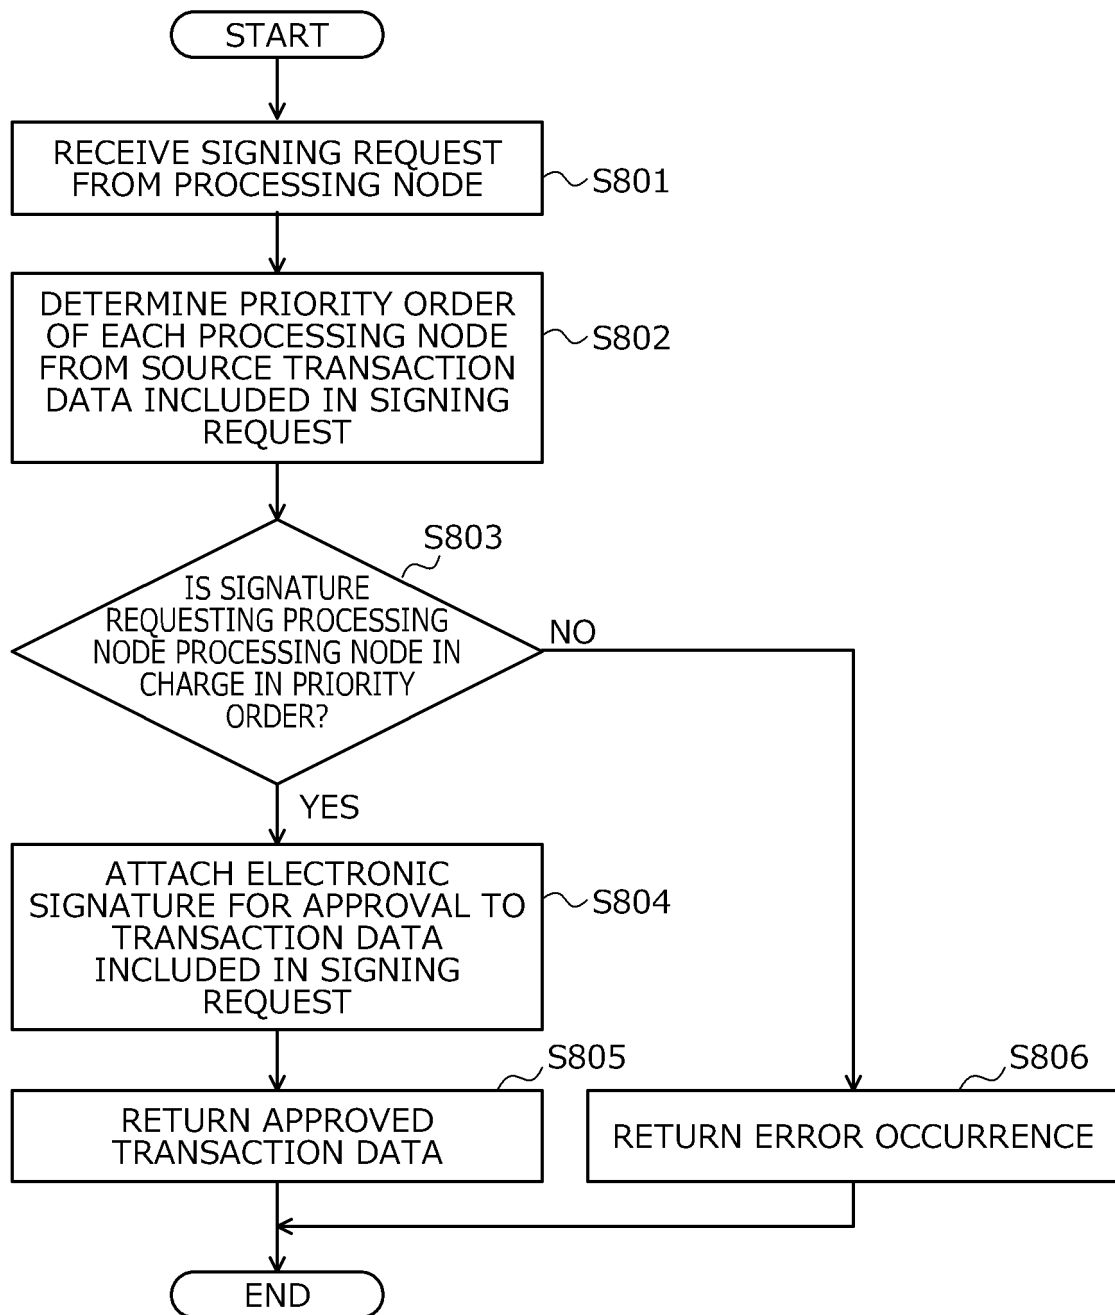 START
RECEIVE SIGNING REQUEST
FROM PROCESSING NODE
S801
DETERMINE PRIORITY ORDER
OF EACH PROCESSING NODE
FROM SOURCE TRANSACTION
DATA INCLUDED IN SIGNING
REQUEST
S802
S803
IS SIGNATURE
REQUESTING PROCESSING
NODE PROCESSING NODE IN
CHARGE IN PRIORITY
ORDER?
NO
YES
ATTACH ELECTRONIC
SIGNATURE FOR APPROVAL TO
TRANSACTION DATA
INCLUDED IN SIGNING
REQUEST
S804
S805
RETURN APPROVED
TRANSACTION DATA
S806
RETURN ERROR OCCURRENCE
END